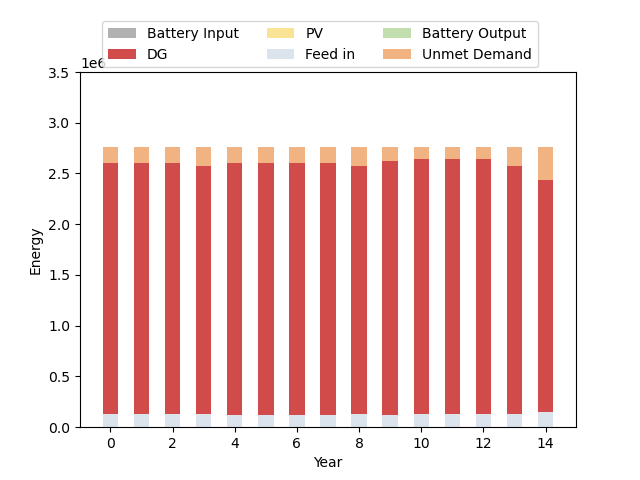 Battery Input PV Battery Output
DG Feed in Unmet Demand
1e6
3.5
3.0
2.5
2.0
1.5
1.0
0.5
0.0
Energy
0 2 4 6 8 10 12 14
Year